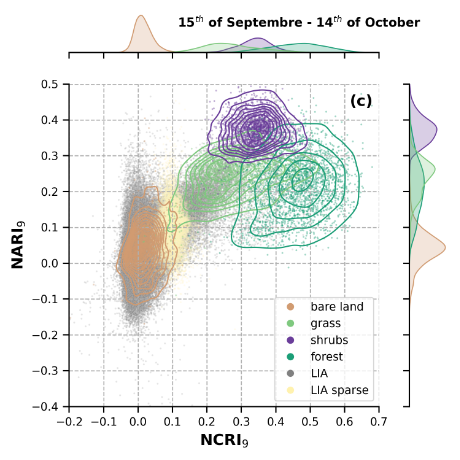 15th of Septembre - 14th of October
(c)
NARI9
0.5
0.4
0.3
0.2
0.1
0.0
−0.1
−0.2
−0.3
−0.4
bare land
grass
shrubs
forest
LIA
LIA sparse
−0.2 −0.1 0.0 0.1 0.2 0.3 0.4 0.5 0.6 0.7
NCRI9